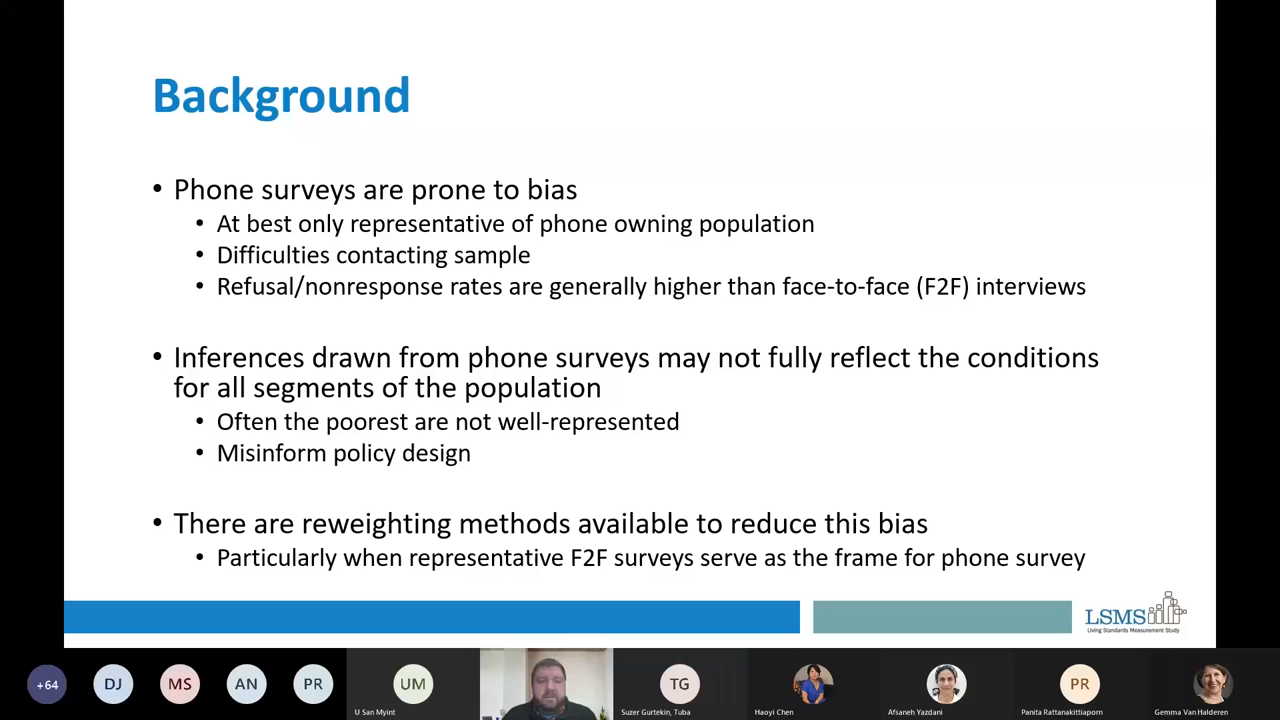 Background
• Phone surveys are prone to bias
• At best only representative of phone owning population
• Difficulties contacting sample
• Refusal/nonresponse rates are generally higher than face-to-face (F2F) interviews
• Inferences drawn from phone surveys may not fully reflect the conditions
for all segments of the population
• Often the poorest are not well-represented
• Misinform policy design
• There are reweighting methods available to reduce this bias
• Particularly when representative F2F surveys serve as the frame for phone survey
LSMS
Living Standards Measurement Study
+64
DJ
MS
AN
PR
UM
TG
PR
U San Myint
Suzer Gurtekin, Tuba
Haoyi Chen
Afsaneh Yazdani
Panita Rattanakittiaporn
Gemma Van Halderen